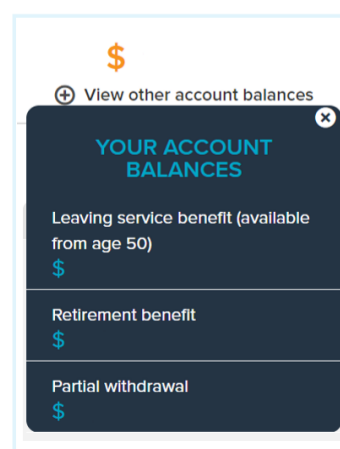 $
View other account balances
YOUR ACCOUNT
BALANCES
Leaving service benefit (available
from age 50)
$
Retirement benefit
$
Partial withdrawal
$